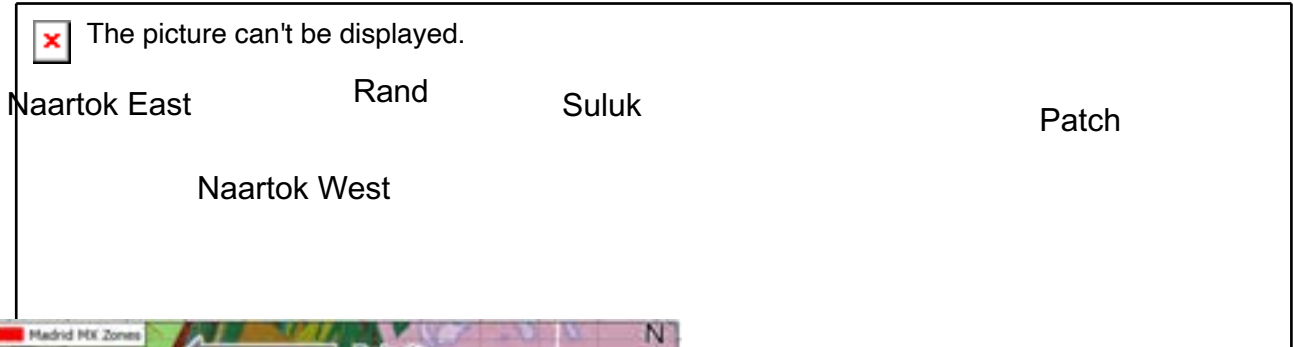 The picture can't be displayed.
Rand
Naartok East
Suluk
Patch
Naartok West
Madrid MX Zones
N